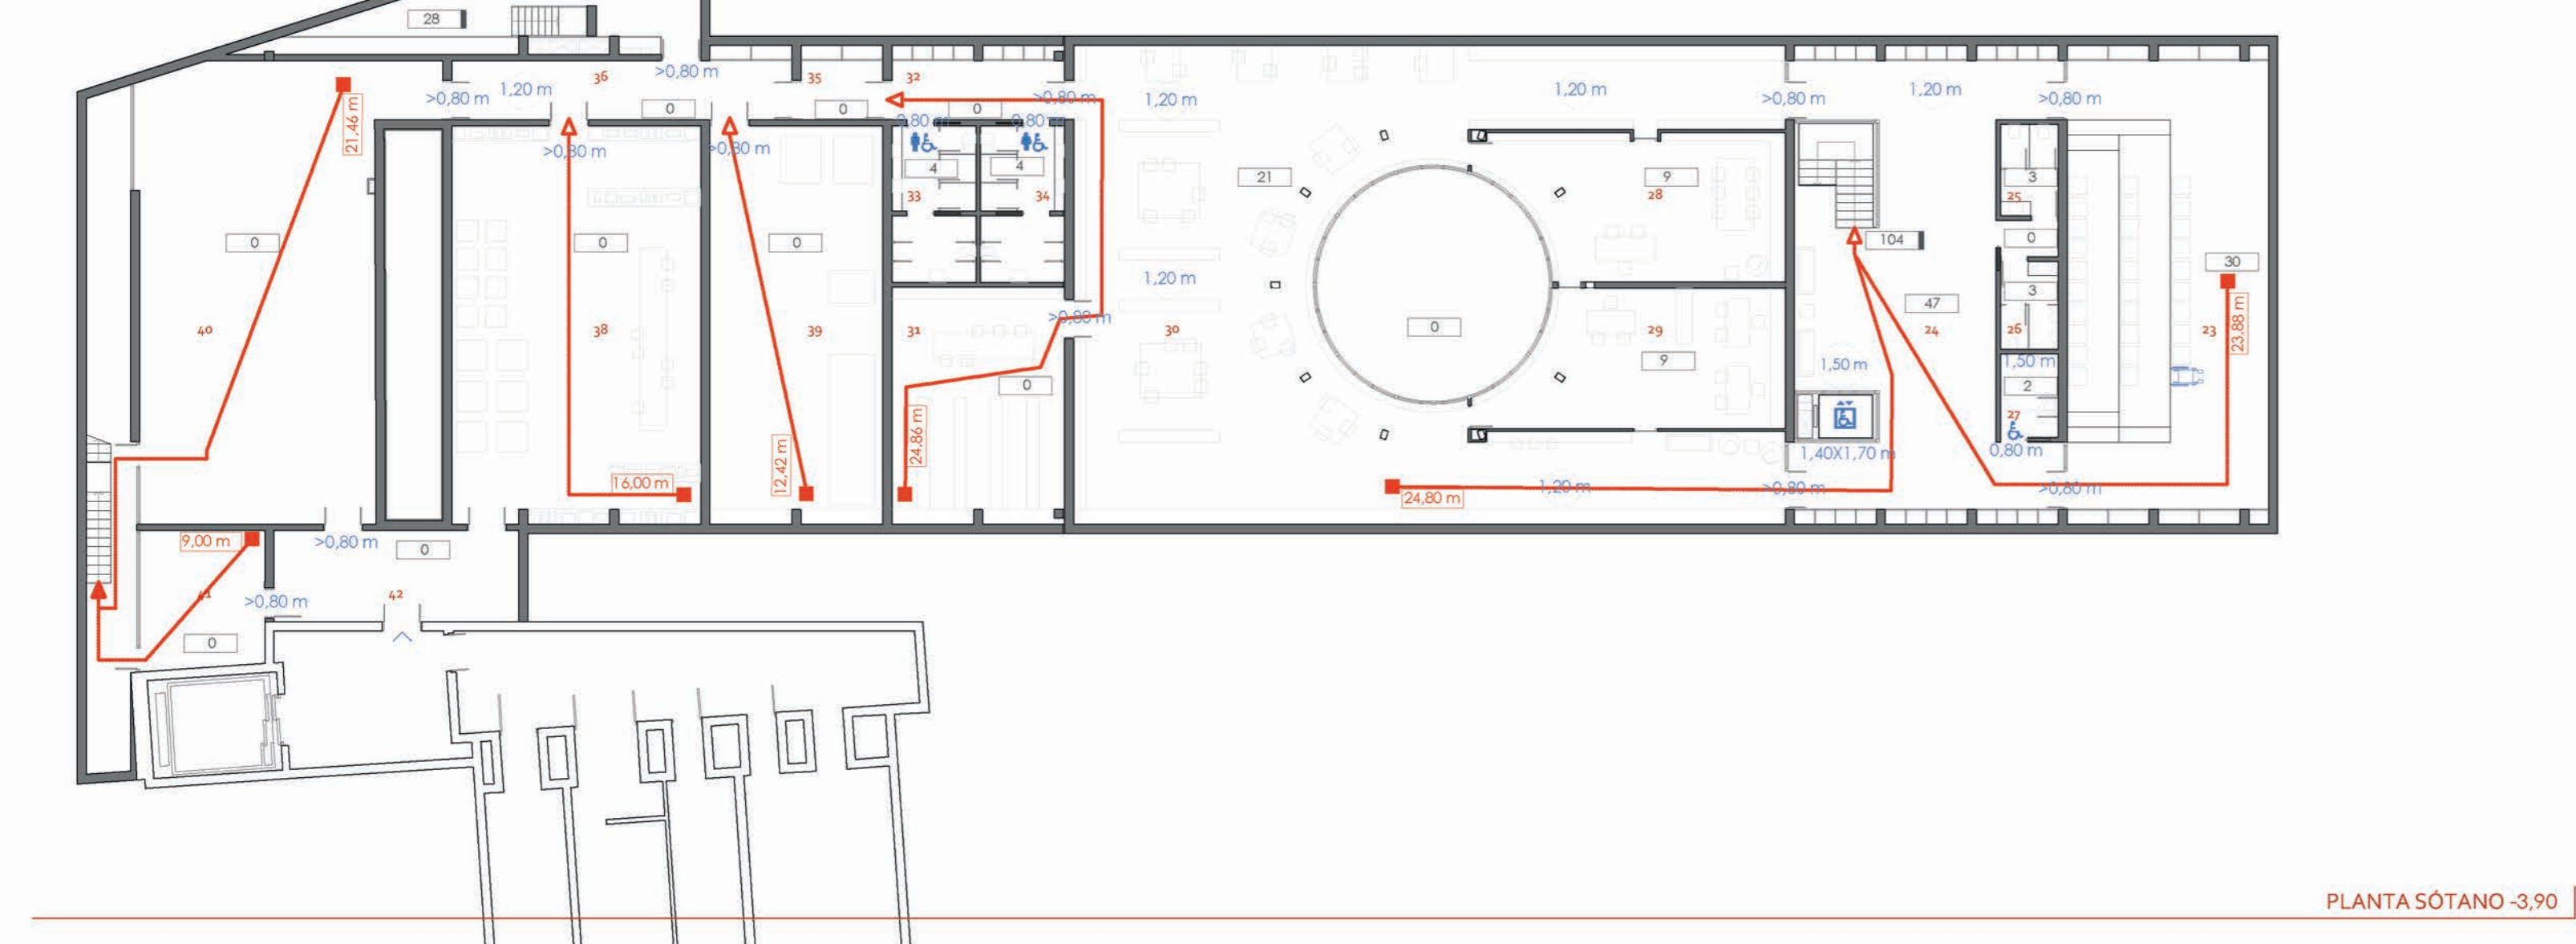 28
36
>0,80 m
35
32
1,20 m
>0,80 m
0
0
0
>0,80 m
1,20 m
1,20 m
>0,80 m
1,20 m
>0,80 m
21,46 m
>0,80 m
>0,80 m
0,80 m
0,80 m
4
4
33
34
21
9
28
3
25
0
0
0
104
0
30
1,20 m
3
47
40
38
39
31
>0,80 m
30
0
29
24
26
23
23,88 m
9
1,50 m
1,50 m
0
2
27
24,86 m
12,42 m
16,00 m
1,40X1,70 m
0,80 m
24,80 m
1,20 m
>0,80 m
>0,80 m
9,00 m
>0,80 m
0
41
>0,80 m
42
0
PLANTA SÓTANO -3,90